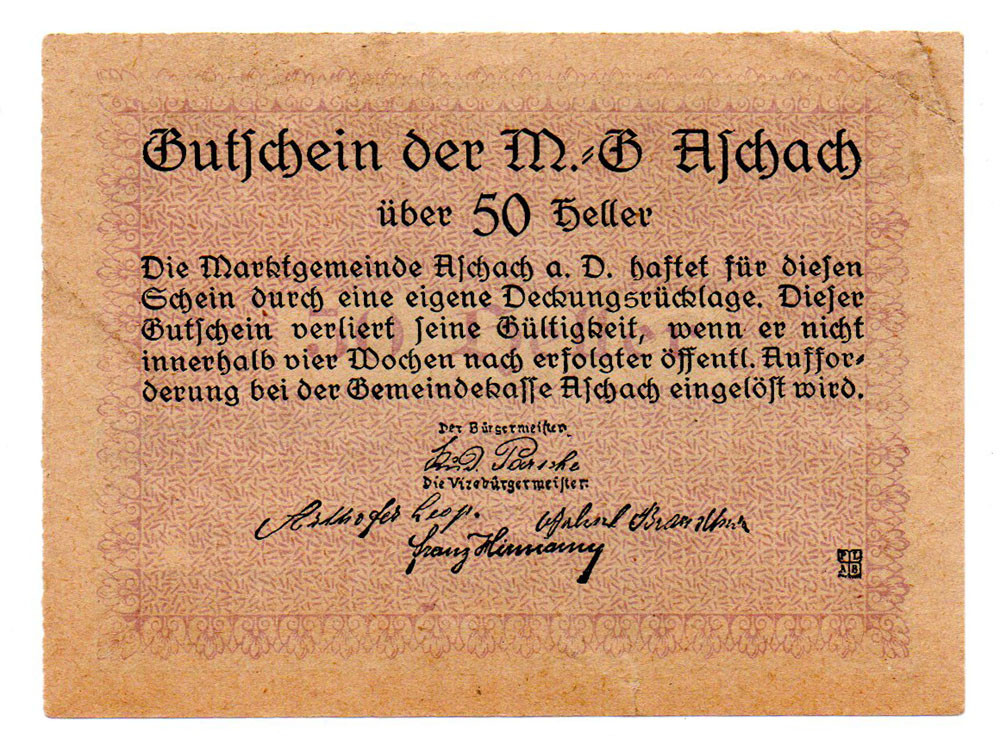 Gutschein der M.=G Aschach
über 50 Heller
Die Marktgemeinde Aschach a. D. haftet für diesen
Schein durch eine eigene Deckungsrücklage. Dieser
Gutschein verliert seine Gültigkeit, wenn er nicht
innerhalb vier Wochen nach erfolgter öffentl. Auffor=
derung bei der Gemeindekasse Aschach eingelöst wird.
Der Bürgermeister:
Die Vizebürgermeister:
Leop.
Franz